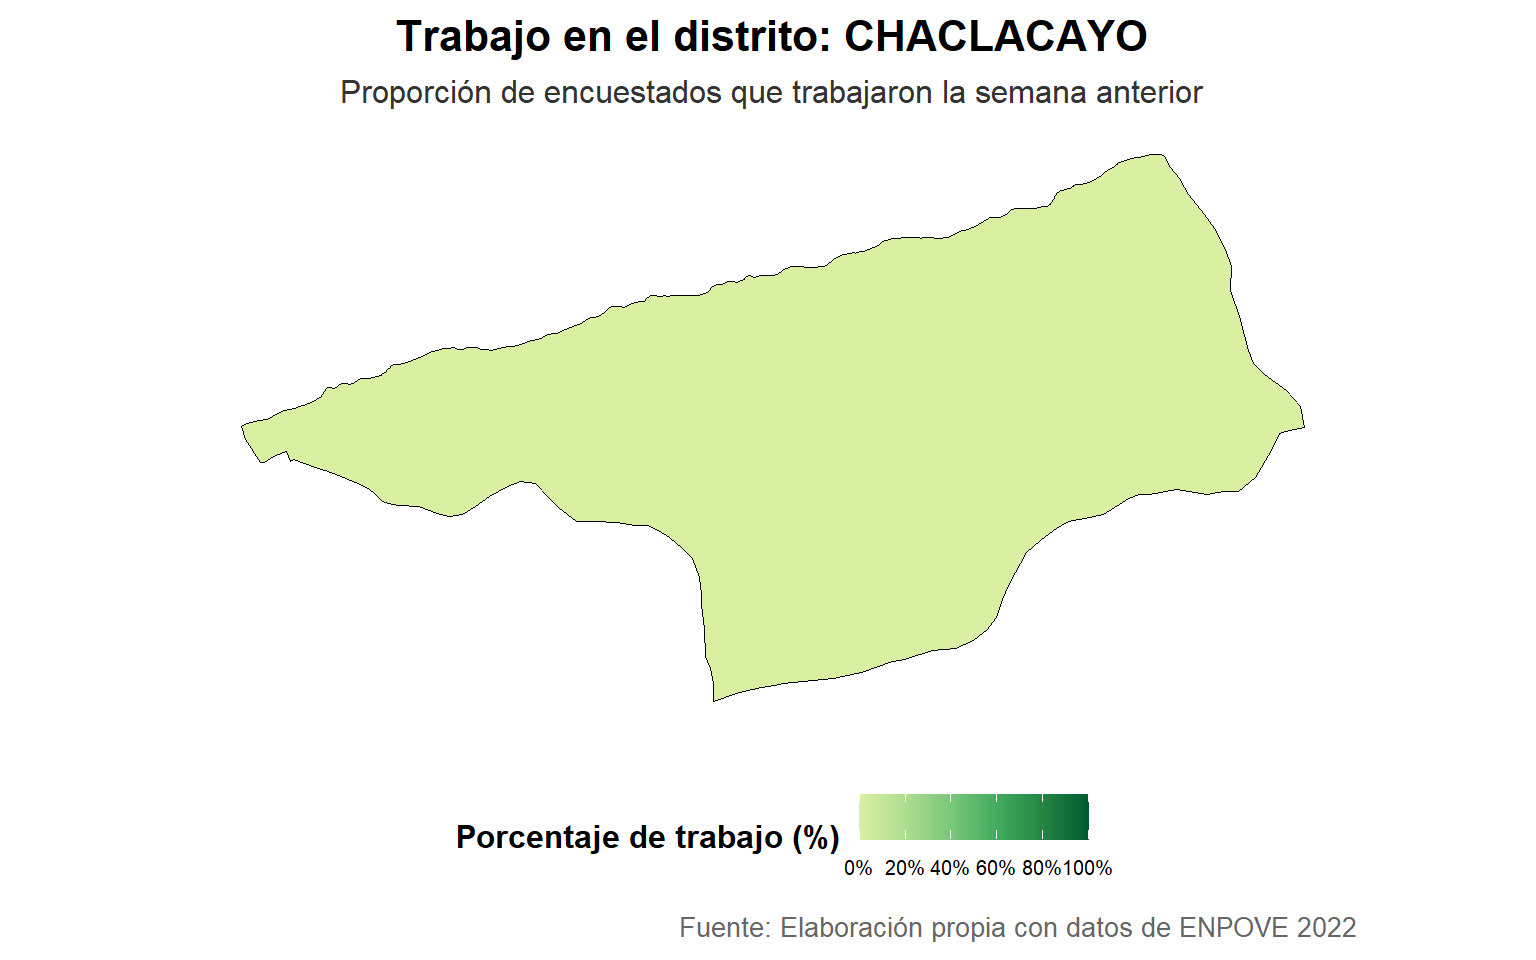 Trabajo en el distrito: CHACLACAYO
Proporción de encuestados que trabajaron la semana anterior
Porcentaje de trabajo (%)
0% 20% 40% 60% 80% 100%
Fuente: Elaboración propia con datos de ENPOVE 2022